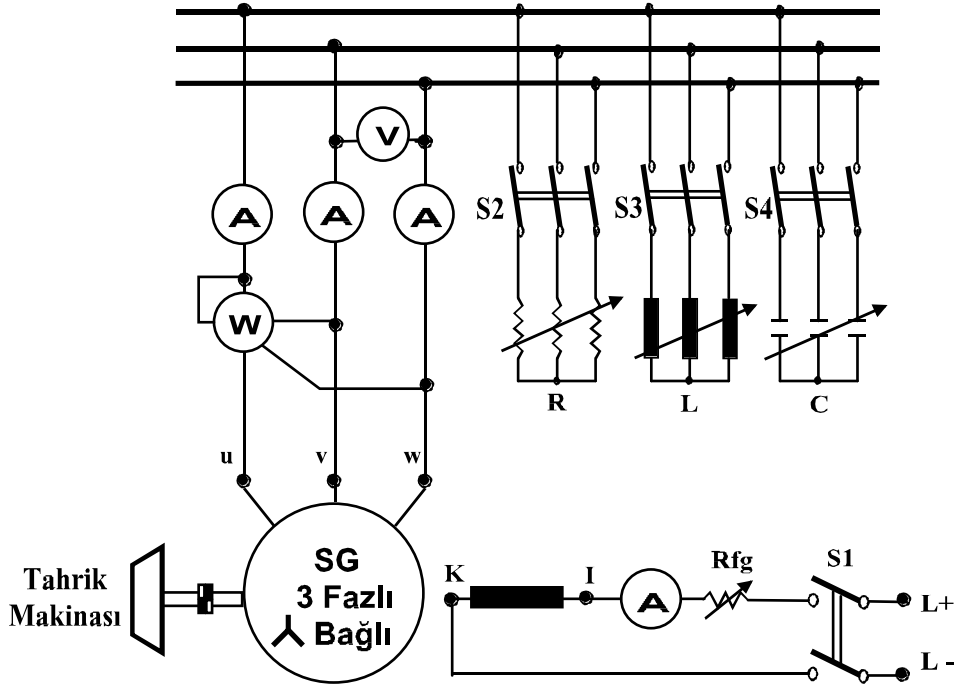 V
A
A
A
S2
S3
S4
W
R
L
C
u
v
w
SG
3 Fazlı
Bağlı
Tahrik
Makinası
K
I
A
Rfg
S1
L+
L -